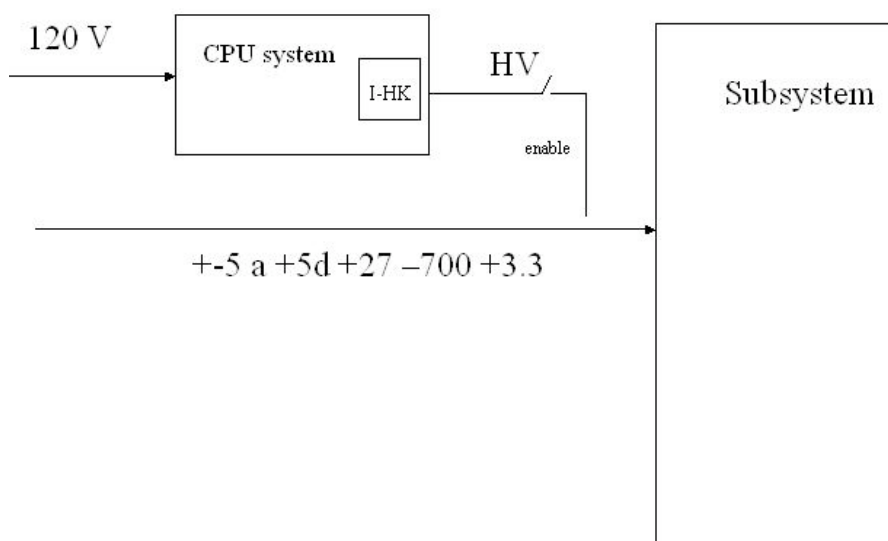 120 V
CPU system
I-HK
HV
enable
Subsystem
+-5 a +5d +27 –700 +3.3